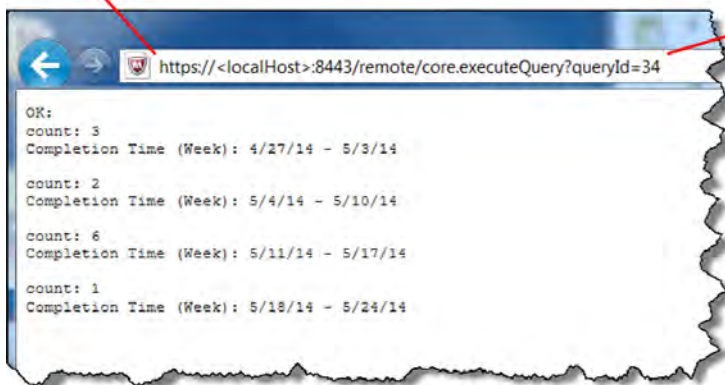 https://<localHost>:8443/remote/core.executeQuery?queryId=34
OK:
count: 3
Completion Time (Week): 4/27/14 - 5/3/14
count: 2
Completion Time (Week): 5/4/14 - 5/10/14
count: 6
Completion Time (Week): 5/11/14 - 5/17/14
count: 1
Completion Time (Week): 5/18/14 - 5/24/14